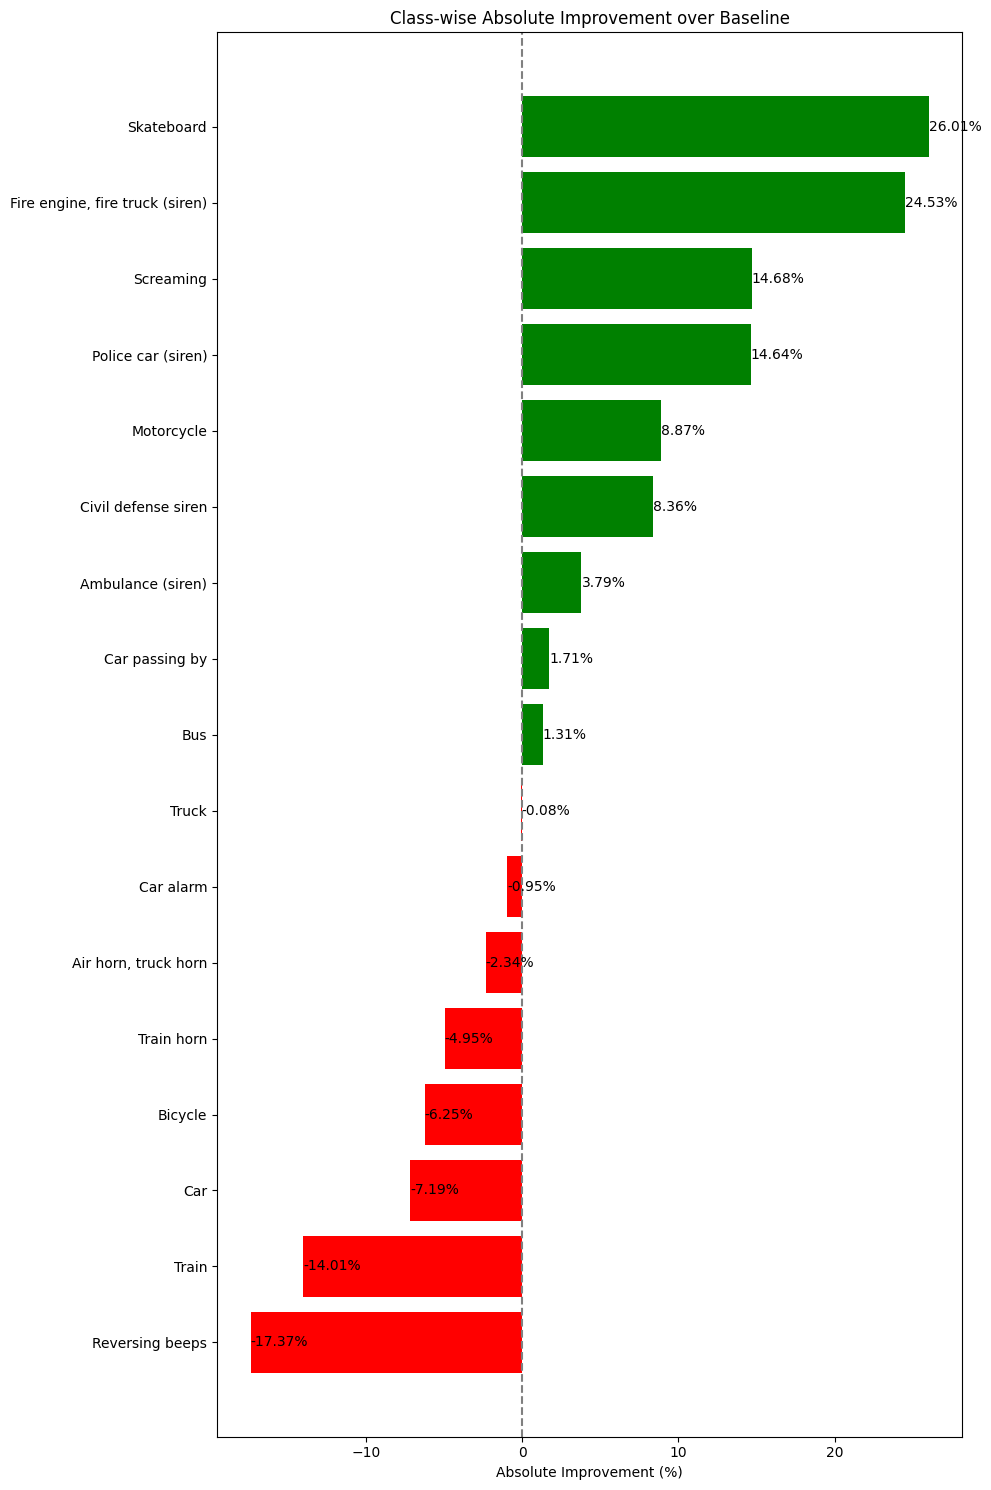 Class-wise Absolute Improvement over Baseline
Skateboard 26.01%
Fire engine, fire truck (siren) 24.53%
Screaming 14.68%
Police car (siren) 14.64%
Motorcycle 8.87%
Civil defense siren 8.36%
Ambulance (siren) 3.79%
Car passing by 1.71%
Bus 1.31%
Truck -0.08%
Car alarm -0.95%
Air horn, truck horn -2.34%
Train horn -4.95%
Bicycle -6.25%
Car -7.19%
Train -14.01%
Reversing beeps -17.37%
−10 0 10 20
Absolute Improvement (%)